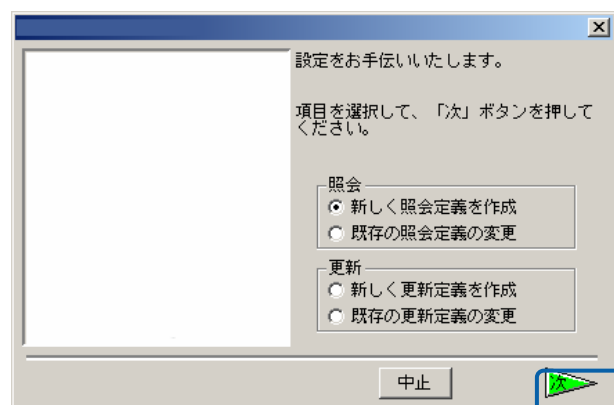 設定をお手伝いいたします。
項目を選択して、「次」ボタンを押して
ください。
照会
新しく照会定義を作成
既存の照会定義の変更
更新
新しく更新定義を作成
既存の更新定義の変更
中止
次